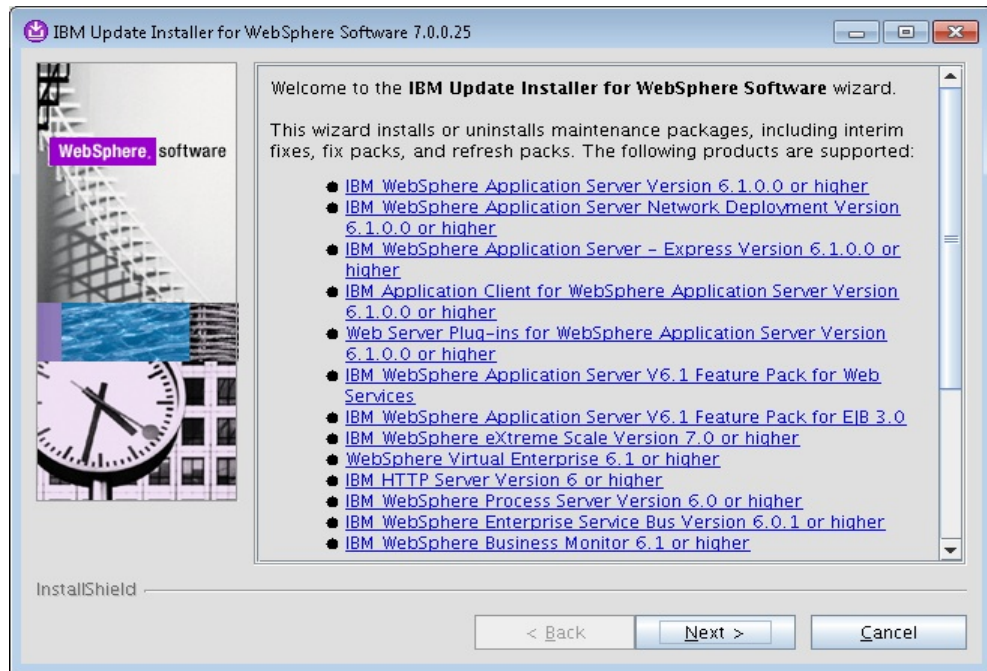 IBM Update Installer for WebSphere Software 7.0.0.25
WebSphere. software
Welcome to the IBM Update Installer for WebSphere Software wizard.
This wizard installs or uninstalls maintenance packages, including interim
fixes, fix packs, and refresh packs. The following products are supported:
● IBM WebSphere Application Server Version 6.1.0.0 or higher
● IBM WebSphere Application Server Network Deployment Version
6.1.0.0 or higher
● IBM WebSphere Application Server – Express Version 6.1.0.0 or
higher
● IBM Application Client for WebSphere Application Server Version
6.1.0.0 or higher
● Web Server Plug-ins for WebSphere Application Server Version
6.1.0.0 or higher
● IBM WebSphere Application Server V6.1 Feature Pack for Web
Services
● IBM WebSphere Application Server V6.1 Feature Pack for EJB 3.0
● IBM WebSphere eXtreme Scale Version 7.0 or higher
● WebSphere Virtual Enterprise 6.1 or higher
● IBM HTTP Server Version 6 or higher
● IBM WebSphere Process Server Version 6.0 or higher
● IBM WebSphere Enterprise Service Bus Version 6.0.1 or higher
● IBM WebSphere Business Monitor 6.1 or higher
InstallShield
< Back
Next >
Cancel